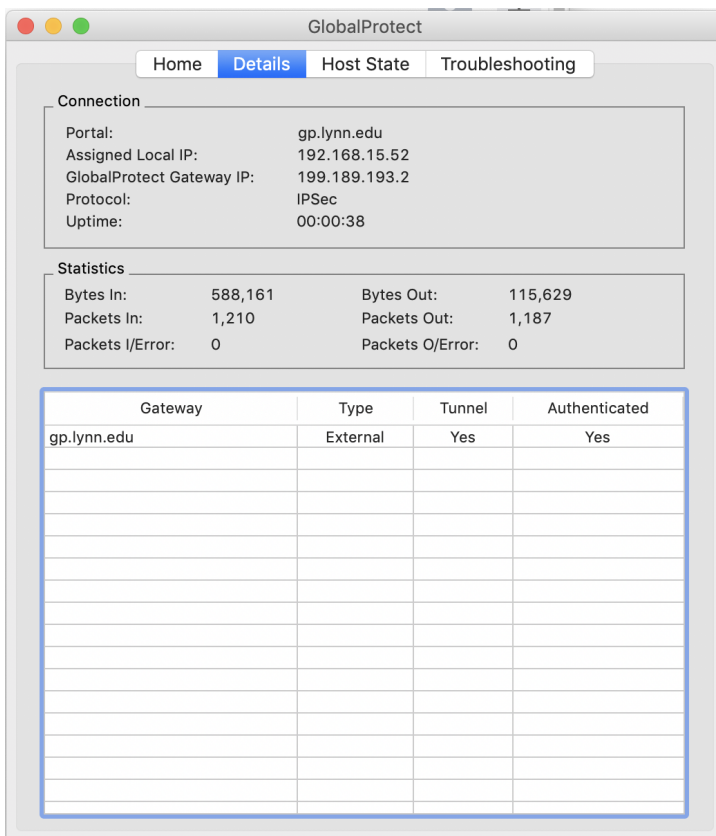 GlobalProtect
Home Details Host State Troubleshooting
Connection
Portal: gp.lynn.edu
Assigned Local IP: 192.168.15.52
GlobalProtect Gateway IP: 199.189.193.2
Protocol: IPSec
Uptime: 00:00:38
Statistics
Bytes In: 588,161 Bytes Out: 115,629
Packets In: 1,210 Packets Out: 1,187
Packets I/Error: 0 Packets O/Error: 0
Gateway Type Tunnel Authenticated
gp.lynn.edu External Yes Yes